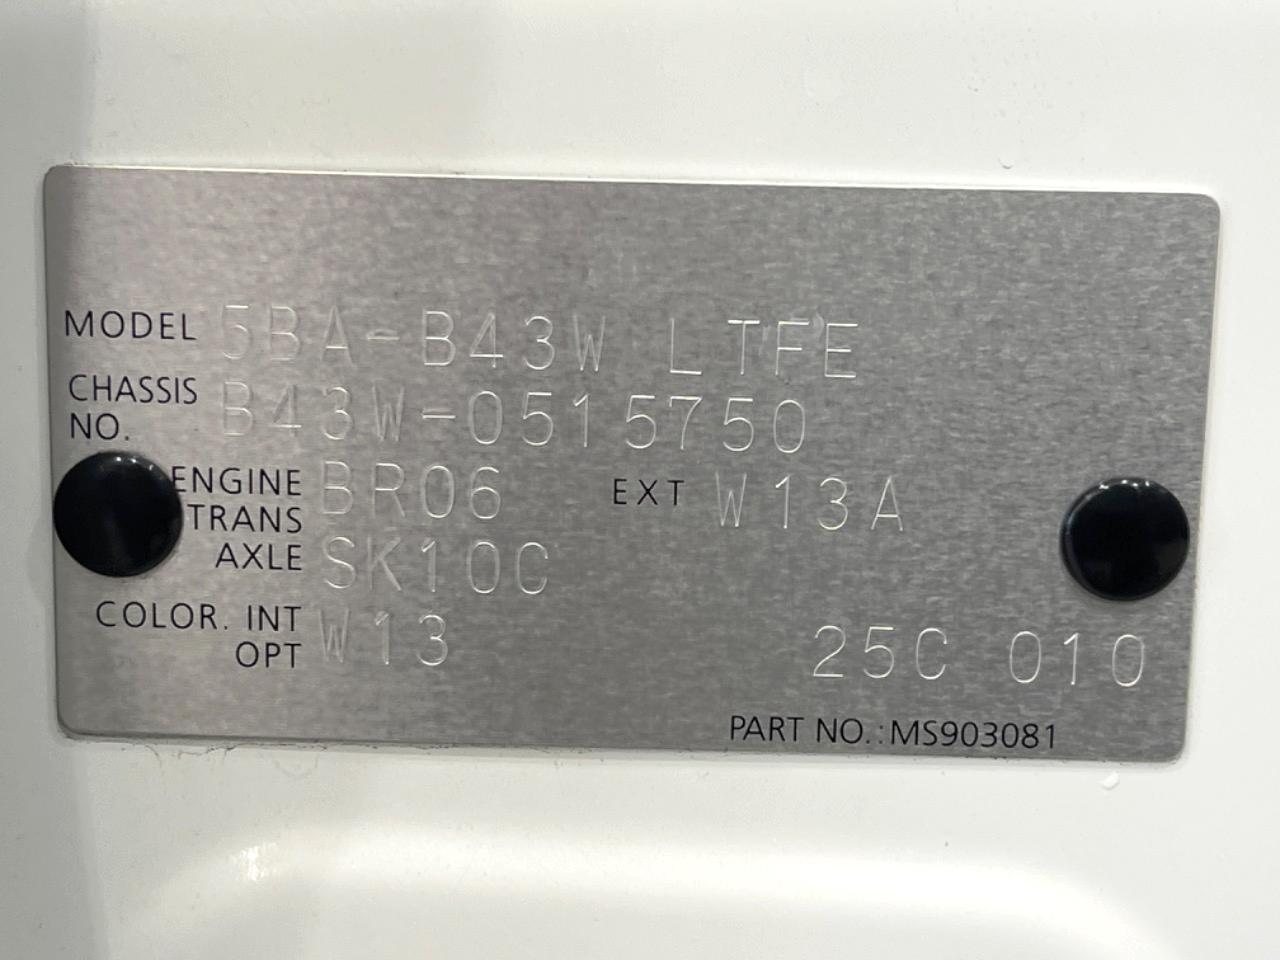 MODEL 5BA-B43W LTFE
CHASSIS NO. B43W-0515750
ENGINE BR06 EXT W13A
TRANS
AXLE SK10C
COLOR. INT W13
OPT 25C 010
PART NO.:MS903081